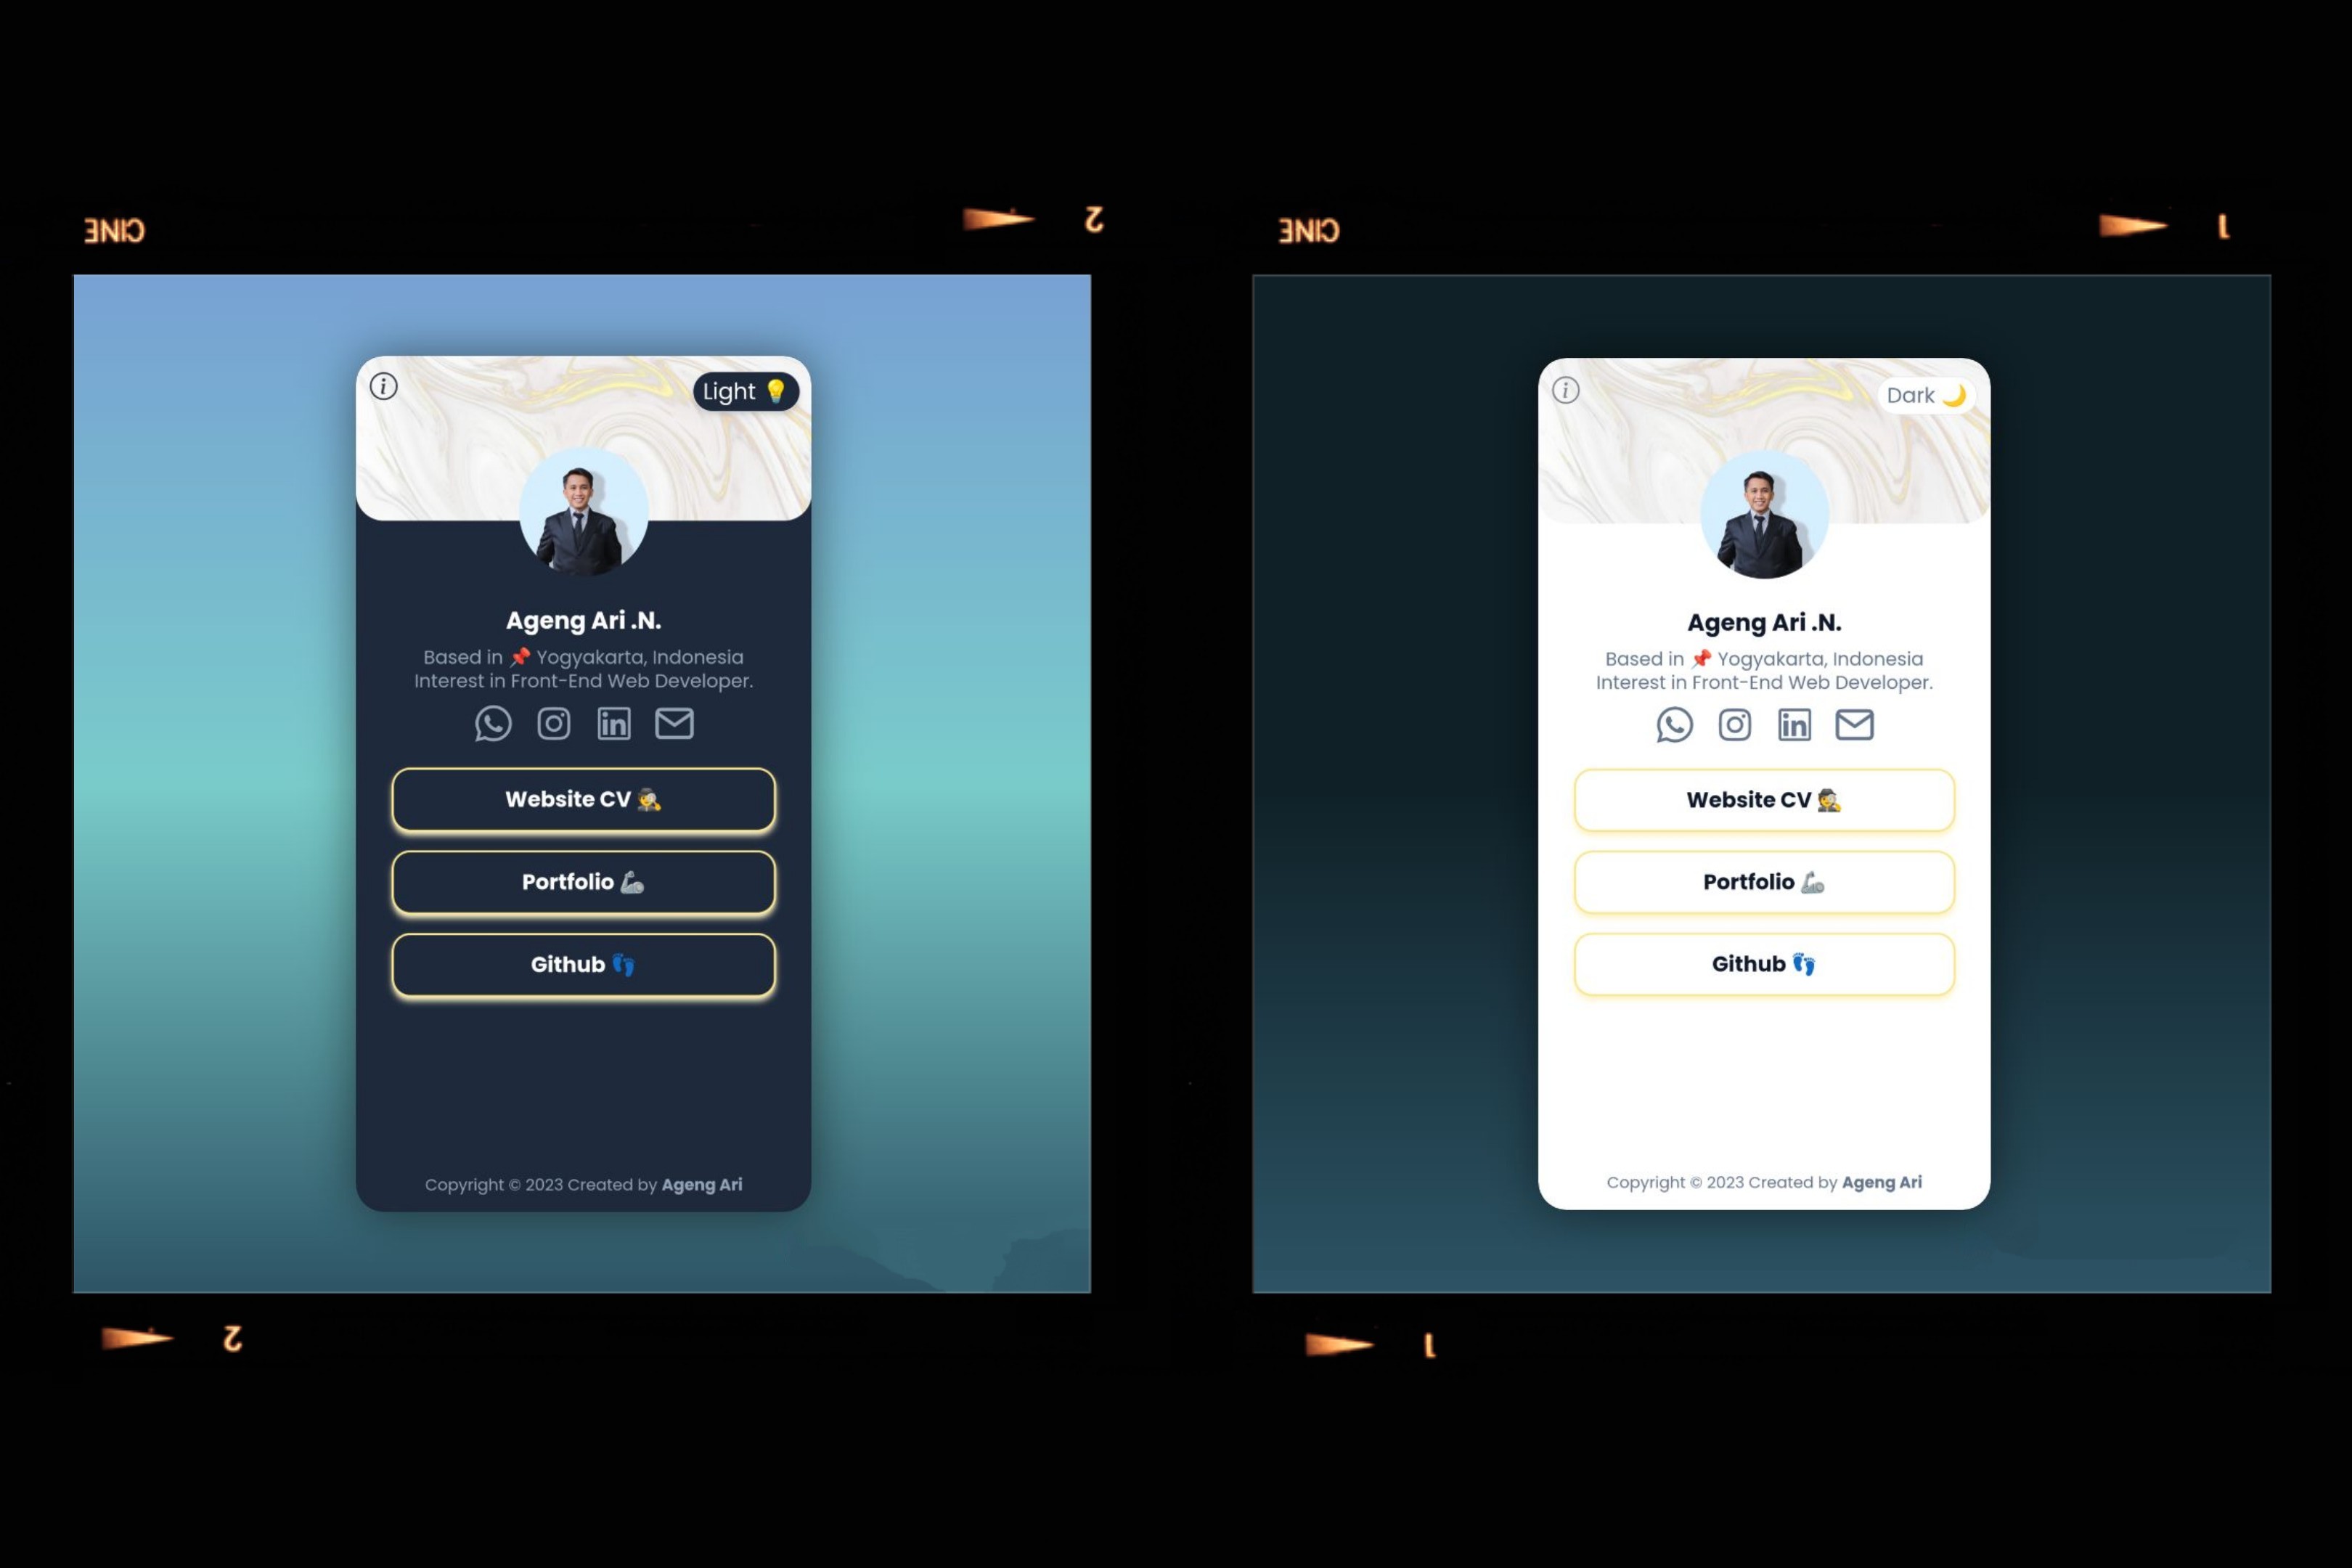 CINE
2
CINE
1
Light 💡
Ageng Ari .N.
Based in 📌 Yogyakarta, Indonesia
Interest in Front-End Web Developer.
in
Website CV 🕵️
Portfolio 🦾
Github 👣
Copyright © 2023 Created by Ageng Ari
Dark 🌙
Ageng Ari .N.
Based in 📌 Yogyakarta, Indonesia
Interest in Front-End Web Developer.
in
Website CV 🕵️
Portfolio 🦾
Github 👣
Copyright © 2023 Created by Ageng Ari
2
1